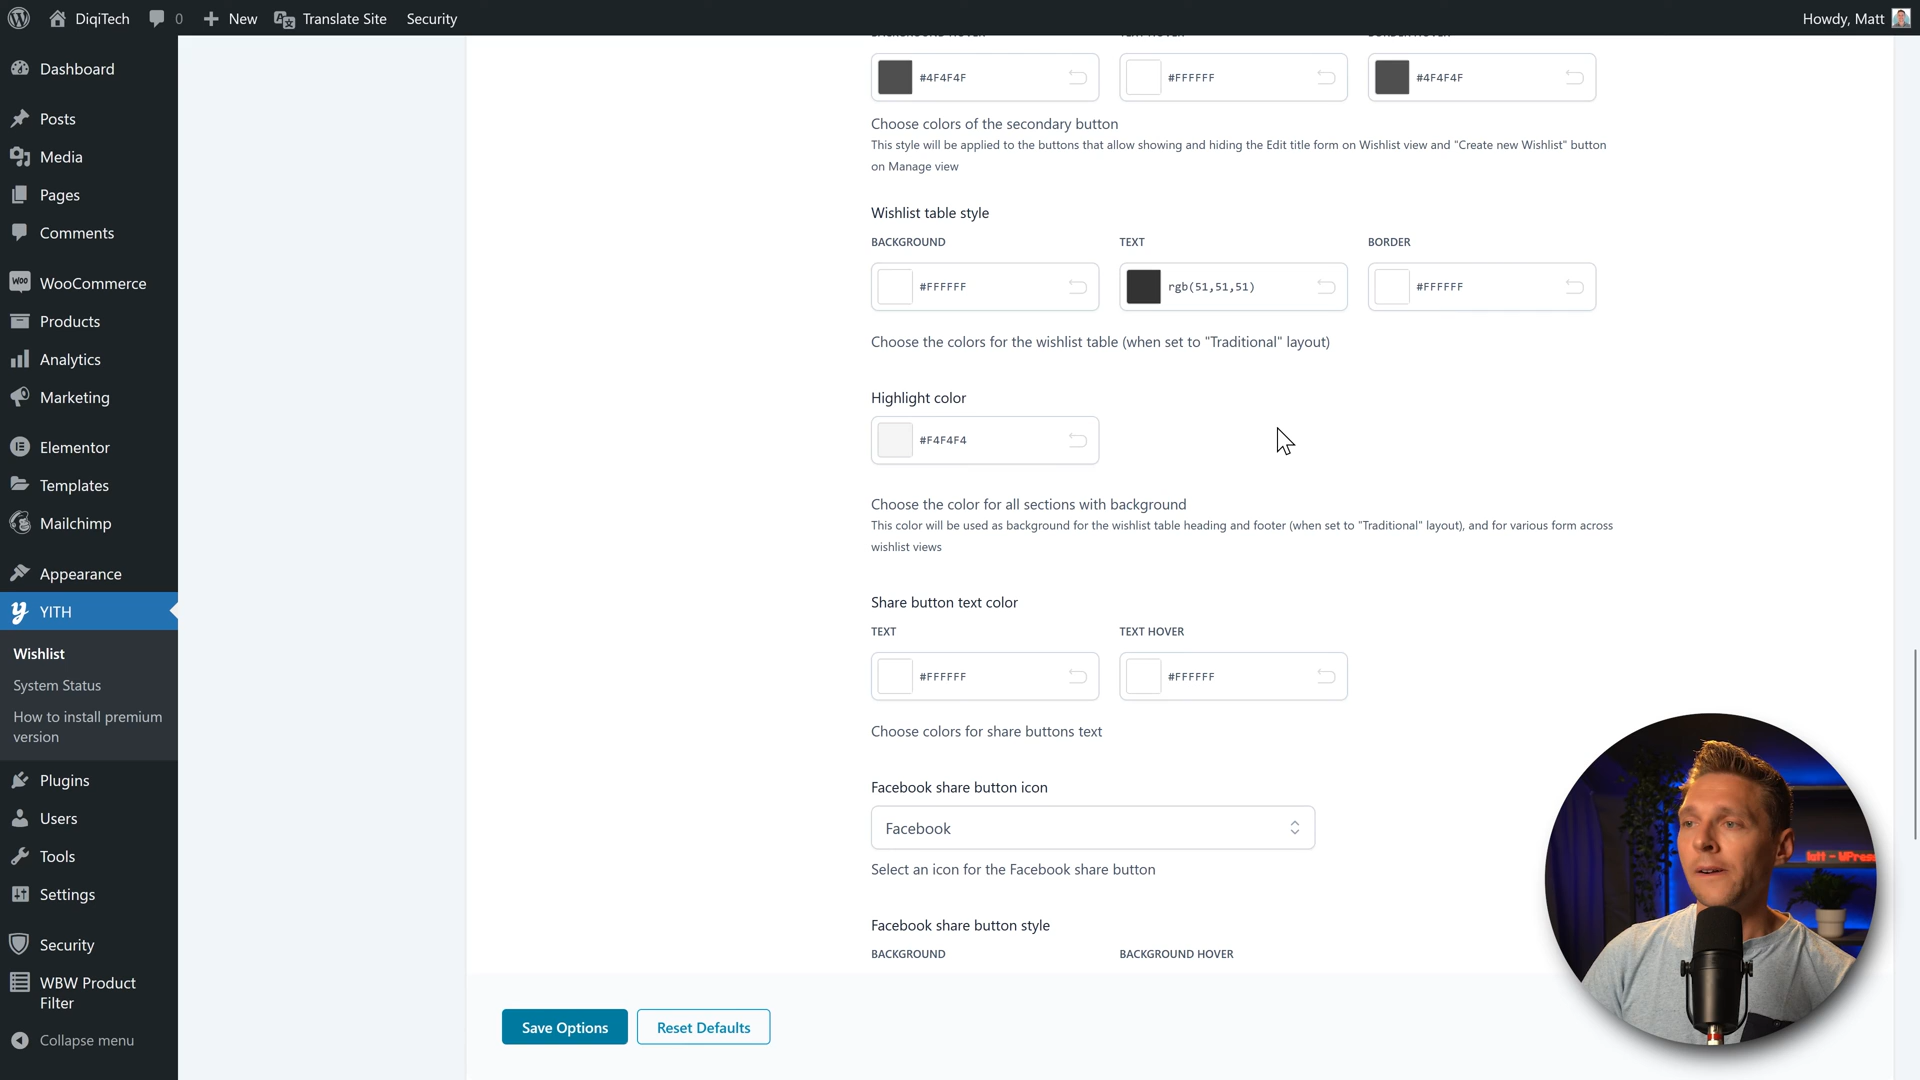 DiqiTech
0
New
Translate Site
Security
Howdy, Matt
Dashboard
Posts
Media
Pages
Comments
WooCommerce
Products
Analytics
Marketing
Elementor
Templates
Mailchimp
Appearance
YITH
Wishlist
System Status
How to install premium
version
Plugins
Users
Tools
Settings
Security
WBW Product
Filter
Collapse menu
BACKGROUND HOVER
TEXT HOVER
BORDER HOVER
#4F4F4F
#FFFFFF
#4F4F4F
Choose colors of the secondary button
This style will be applied to the buttons that allow showing and hiding the Edit title form on Wishlist view and "Create new Wishlist" button
on Manage view
Wishlist table style
BACKGROUND
TEXT
BORDER
#FFFFFF
rgb(51,51,51)
#FFFFFF
Choose the colors for the wishlist table (when set to "Traditional" layout)
Highlight color
#F4F4F4
Choose the color for all sections with background
This color will be used as background for the wishlist table heading and footer (when set to "Traditional" layout), and for various form across
wishlist views
Share button text color
TEXT
TEXT HOVER
#FFFFFF
#FFFFFF
Choose colors for share buttons text
Facebook share button icon
Facebook
Select an icon for the Facebook share button
Facebook share button style
BACKGROUND
BACKGROUND HOVER
Save Options
Reset Defaults